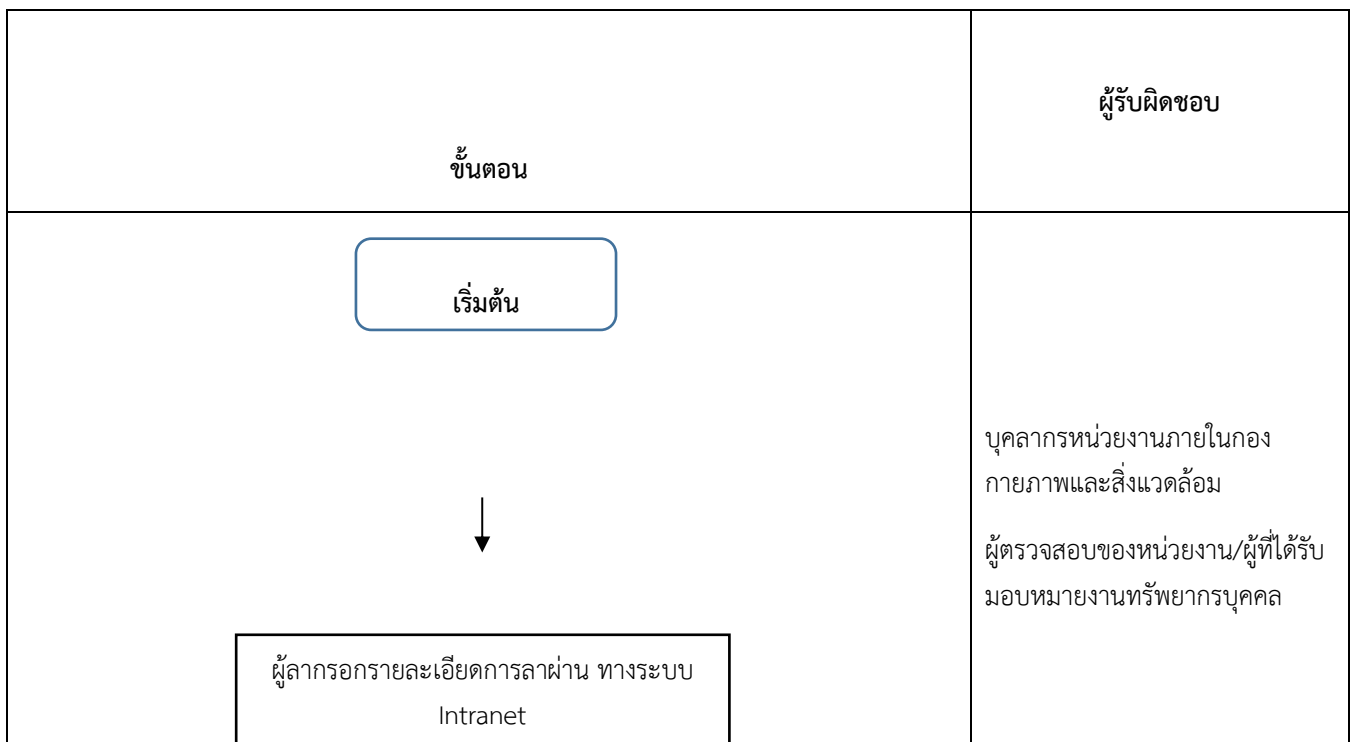 ขั้นตอน
ผู้รับผิดชอบ
เริ่มต้น
ผู้ลากรอกรายละเอียดการลาผ่าน ทางระบบ
Intranet
บุคลากรหน่วยงานภายในกอง
กายภาพและสิ่งแวดล้อม
ผู้ตรวจสอบของหน่วยงาน/ผู้ที่ได้รับ
มอบหมายงานทรัพยากรบุคคล